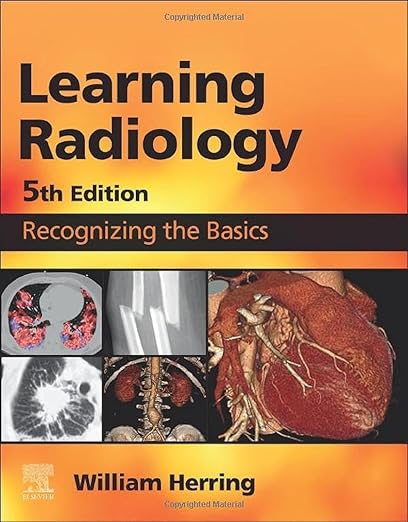 Copyrighted Material
Learning
Radiology
5th Edition
Recognizing the Basics
ELSEVIER
William Herring
Copyrighted Material